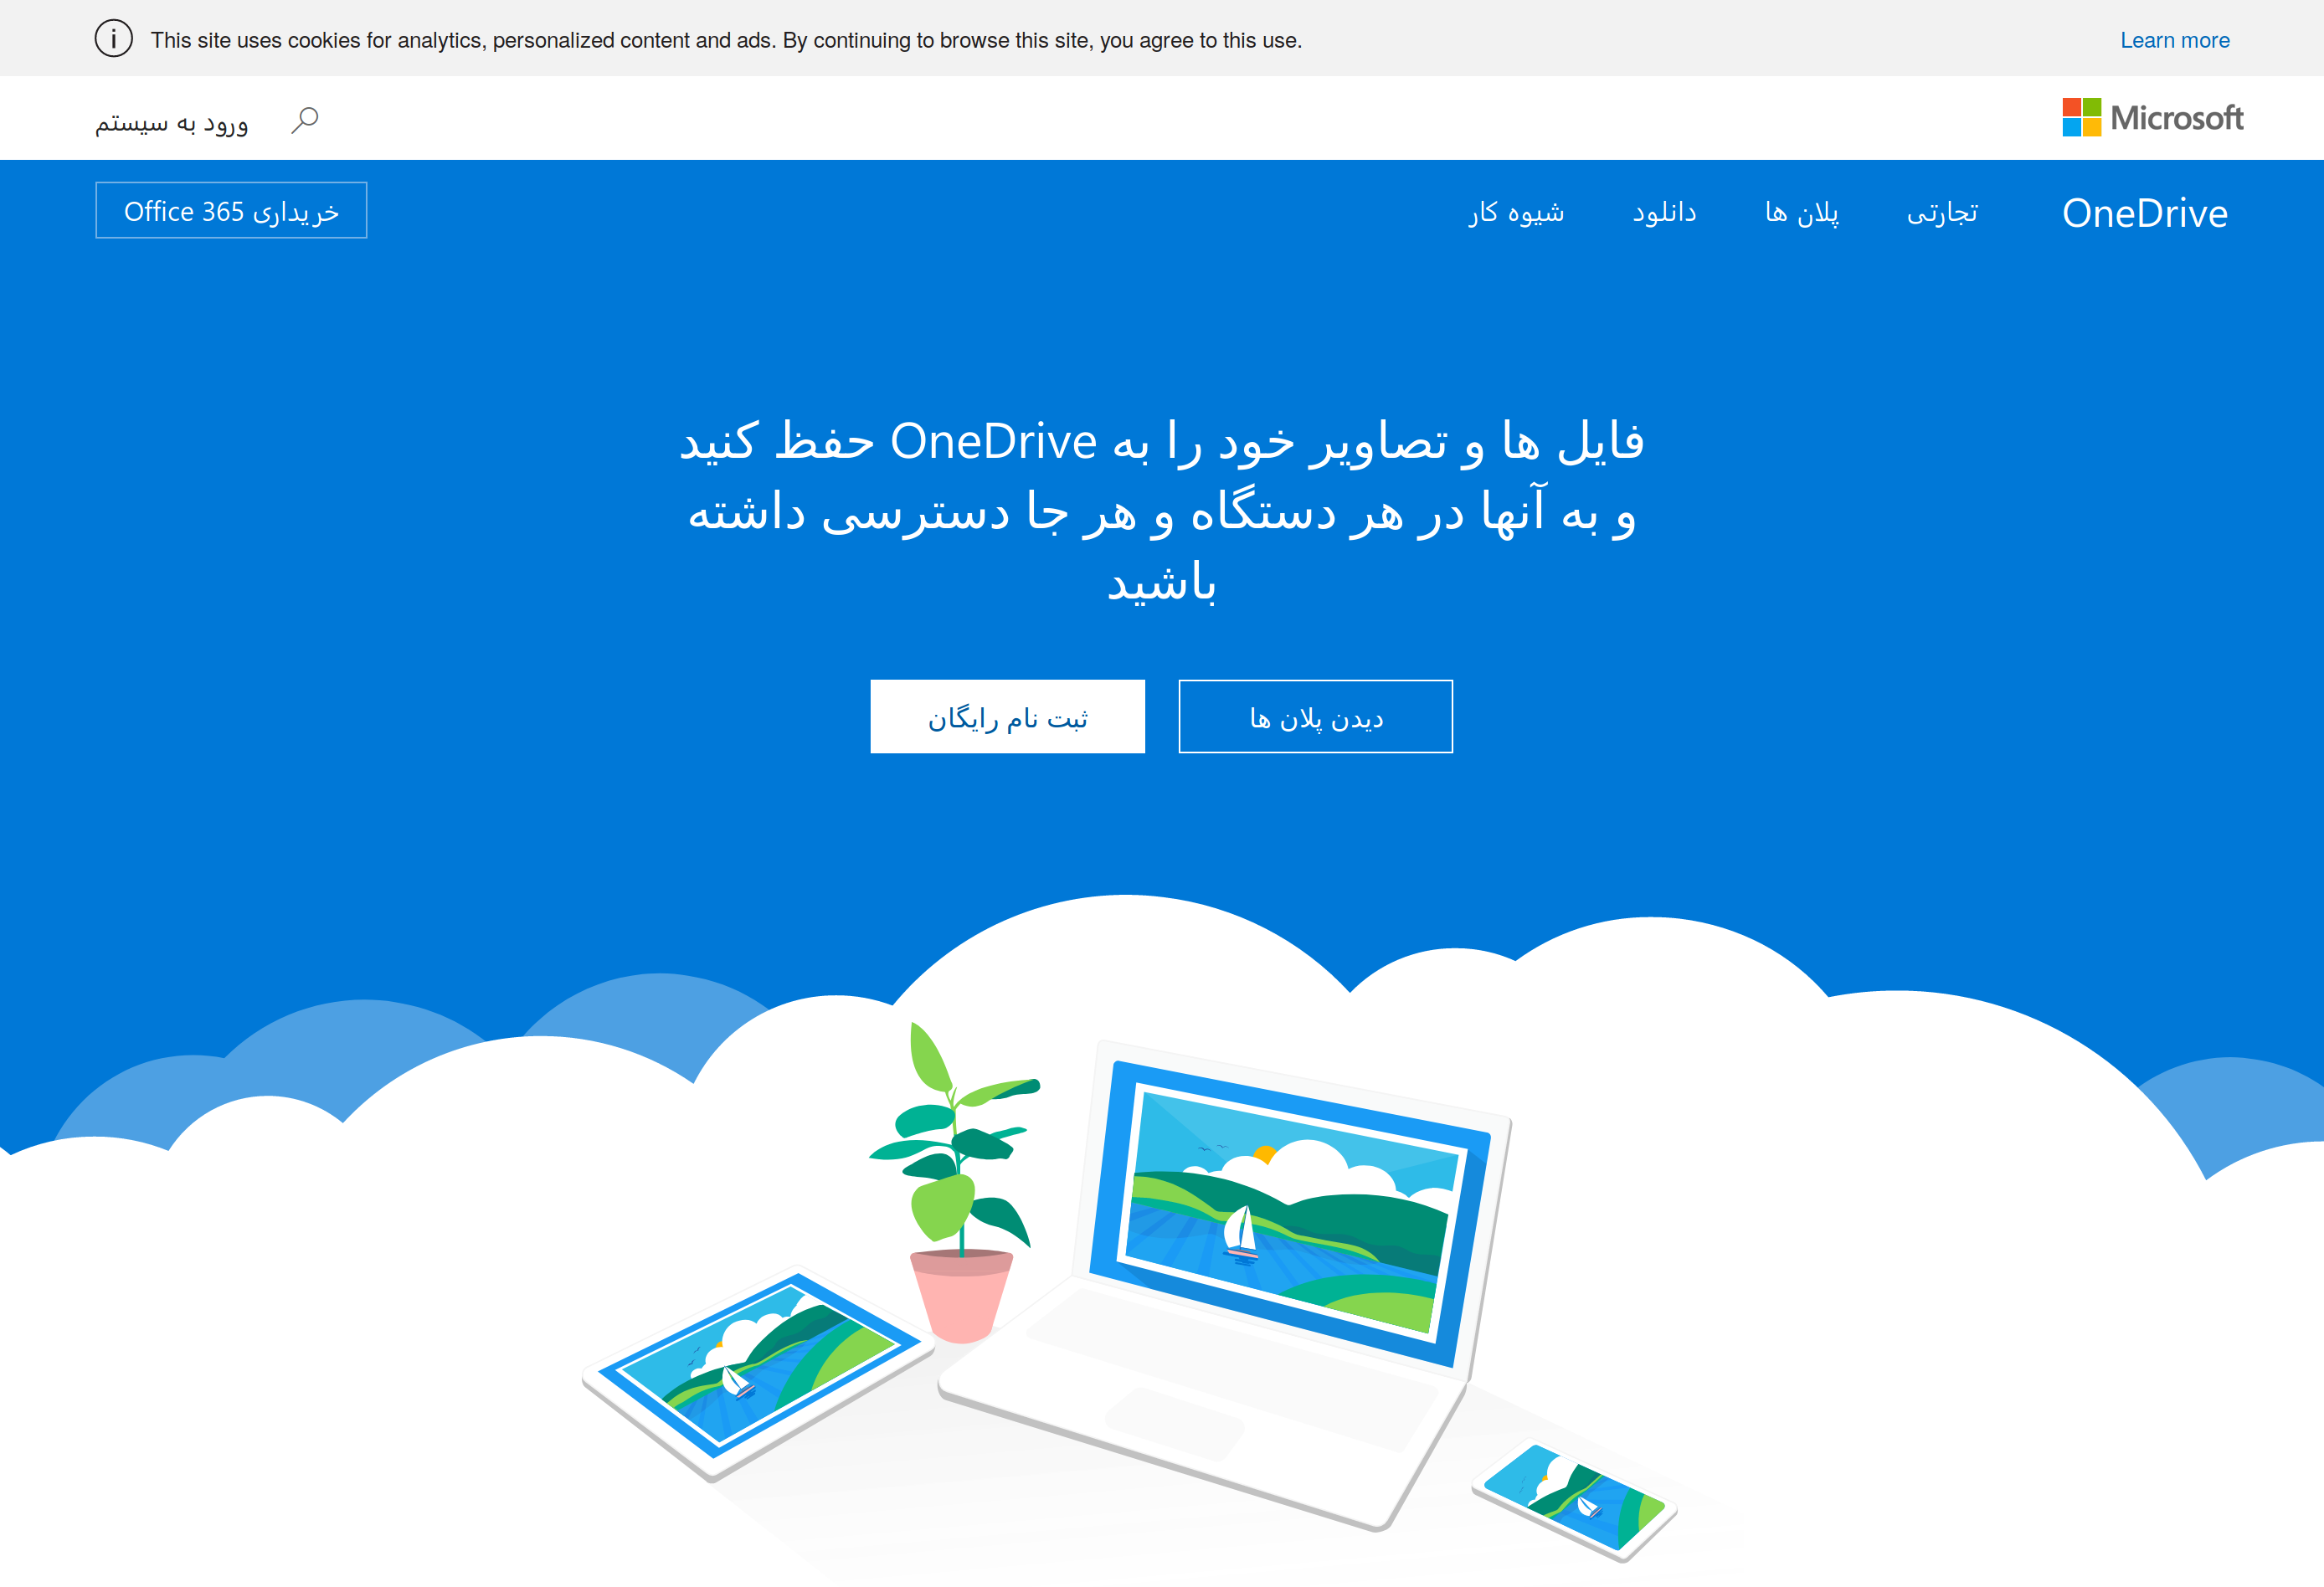 This site uses cookies for analytics, personalized content and ads. By continuing to browse this site, you agree to this use.
Learn more
Microsoft
ورود به سیستم
OneDrive
تجارتی
پلان ها
دانلود
شیوه کار
خریداری Office 365
فایل ها و تصاویر خود را به OneDrive حفظ کنید
و به آنها در هر دستگاه و هر جا دسترسی داشته
باشید
دیدن پلان ها
ثبت نام رایگان